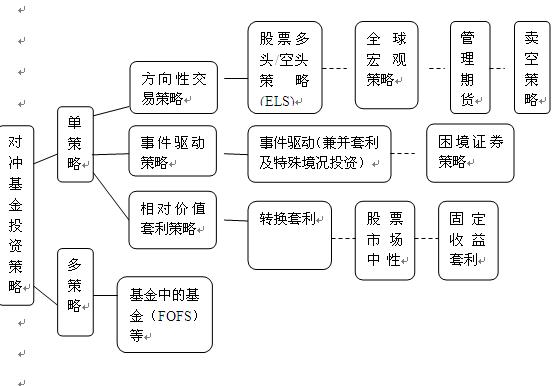 对冲基金投资策略
单策略
多策略
方向性交
易策略
事件驱动
策略
相对价值
套利策略
基金中的基
金（FOFS）
等
股票多
头/空头
策略
(ELS)
全球
宏观
策略
管理期货
卖空策略
事件驱动(兼并套利
及特殊境况投资)
困境证券
策略
转换套利
股票
市场
中性
固定
收益
套利